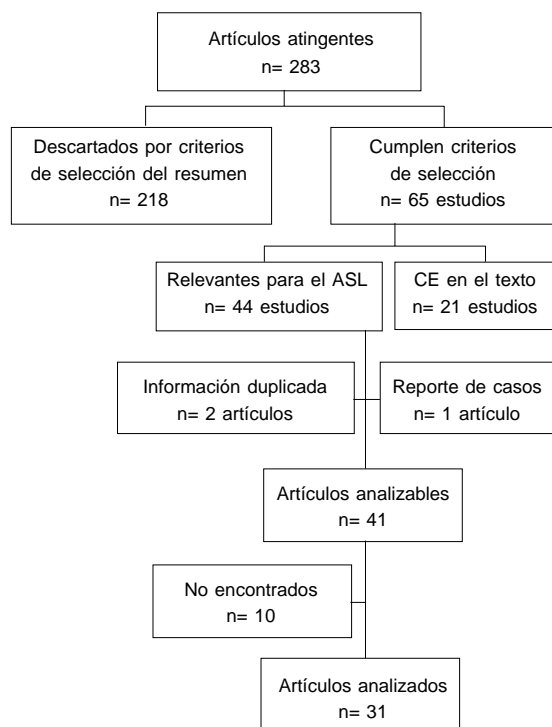 Artículos atingentes
n= 283
Descartados por criterios
de selección del resumen
n= 218
Cumplen criterios
de selección
n= 65 estudios
Relevantes para el ASL
n= 44 estudios
CE en el texto
n= 21 estudios
Información duplicada
n= 2 artículos
Reporte de casos
n= 1 artículo
Artículos analizables
n= 41
No encontrados
n= 10
Artículos analizados
n= 31